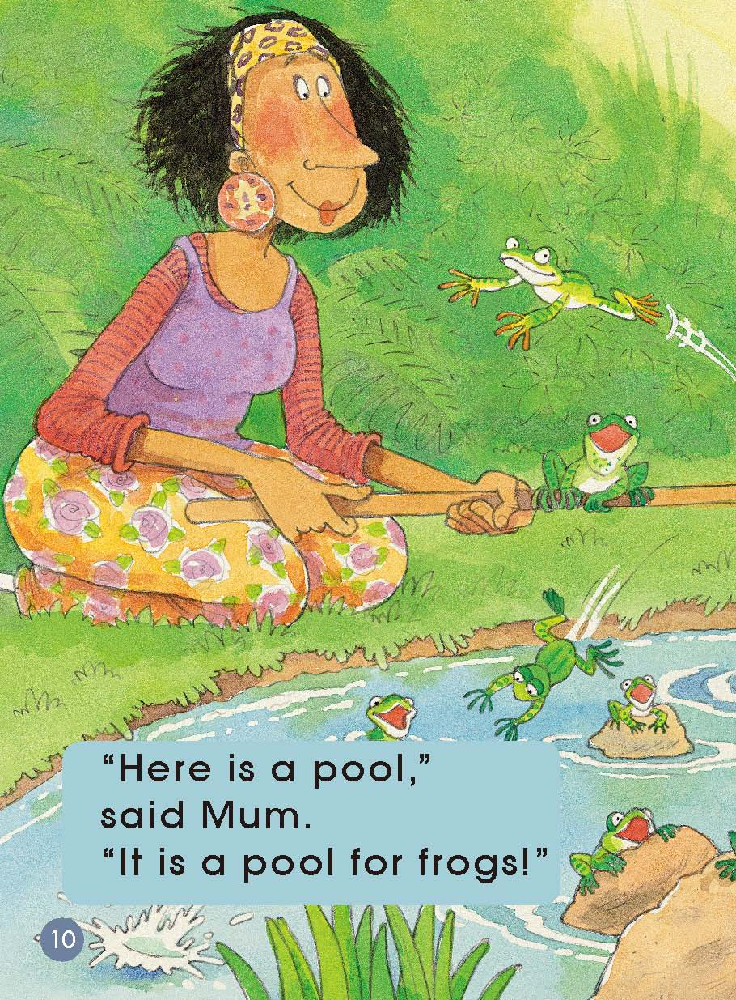 “Here is a pool,”
said Mum.
“It is a pool for frogs!”
10